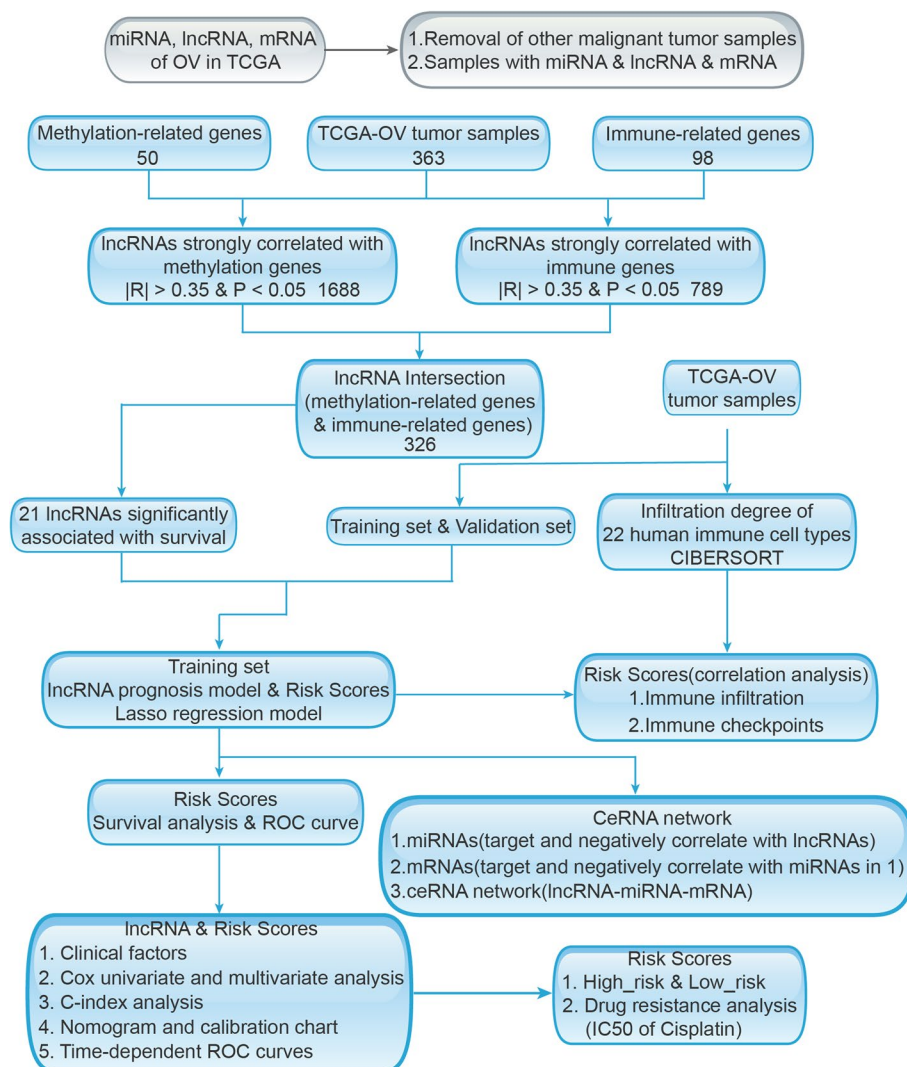 miRNA, lncRNA, mRNA
of OV in TCGA
1.Removal of other malignant tumor samples
2.Samples with miRNA & lncRNA & mRNA
Methylation-related genes
50
TCGA-OV tumor samples
363
Immune-related genes
98
lncRNAs strongly correlated with
methylation genes
|R| > 0.35 & P < 0.05 1688
lncRNAs strongly correlated with
immune genes
|R| > 0.35 & P < 0.05 789
lncRNA Intersection
(methylation-related genes
& immune-related genes)
326
TCGA-OV
tumor samples
21 lncRNAs significantly
associated with survival
Training set & Validation set
Infiltration degree of
22 human immune cell types
CIBERSORT
Training set
lncRNA prognosis model & Risk Scores
Lasso regression model
Risk Scores(correlation analysis)
1.Immune infiltration
2.Immune checkpoints
Risk Scores
Survival analysis & ROC curve
CeRNA network
1.miRNAs(target and negatively correlate with lncRNAs)
2.mRNAs(target and negatively correlate with miRNAs in 1)
3.ceRNA network(lncRNA-miRNA-mRNA)
lncRNA & Risk Scores
1. Clinical factors
2. Cox univariate and multivariate analysis
3. C-index analysis
4. Nomogram and calibration chart
5. Time-dependent ROC curves
Risk Scores
1. High_risk & Low_risk
2. Drug resistance analysis
(IC50 of Cisplatin)